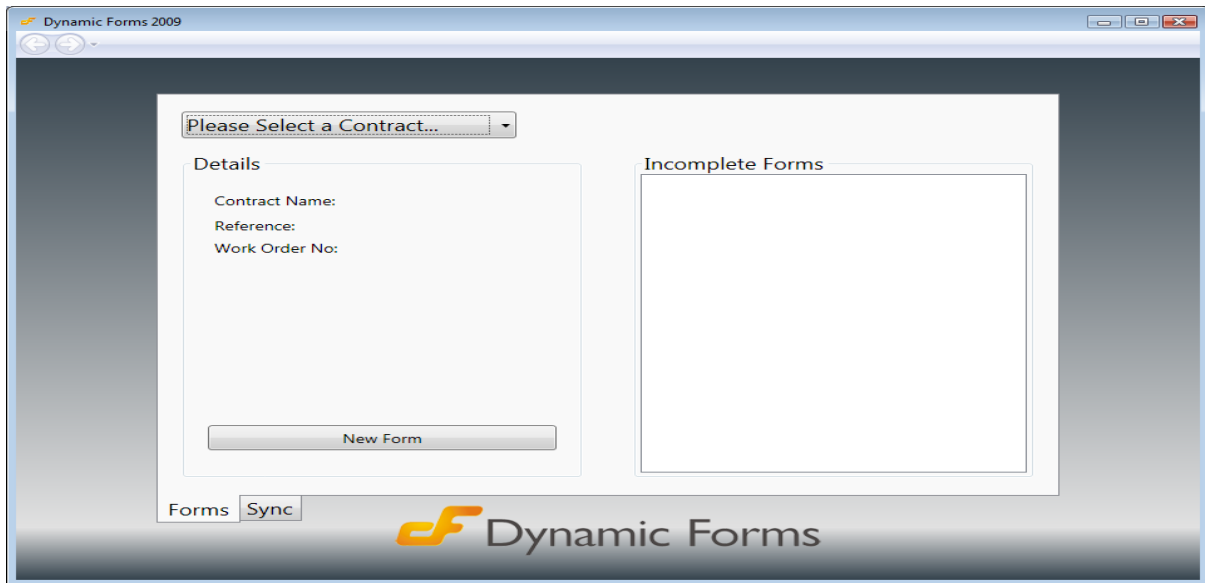 Dynamic Forms 2009
Please Select a Contract...
Details
Contract Name:
Reference:
Work Order No:
New Form
Incomplete Forms
Forms
Sync
Dynamic Forms